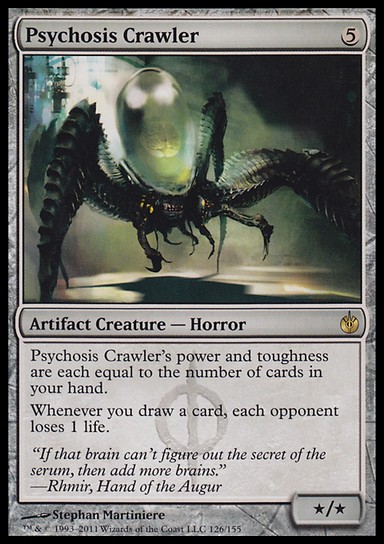 Psychosis Crawler 5
Artifact Creature — Horror
Psychosis Crawler's power and toughness
are each equal to the number of cards in
your hand.
Whenever you draw a card, each opponent
loses 1 life.
"If that brain can't figure out the secret of the
serum, then add more brains."
—Rhmir, Hand of the Augur
Stephan Martiniere
™ & © 1993–2011 Wizards of the Coast LLC 126/155
★/★